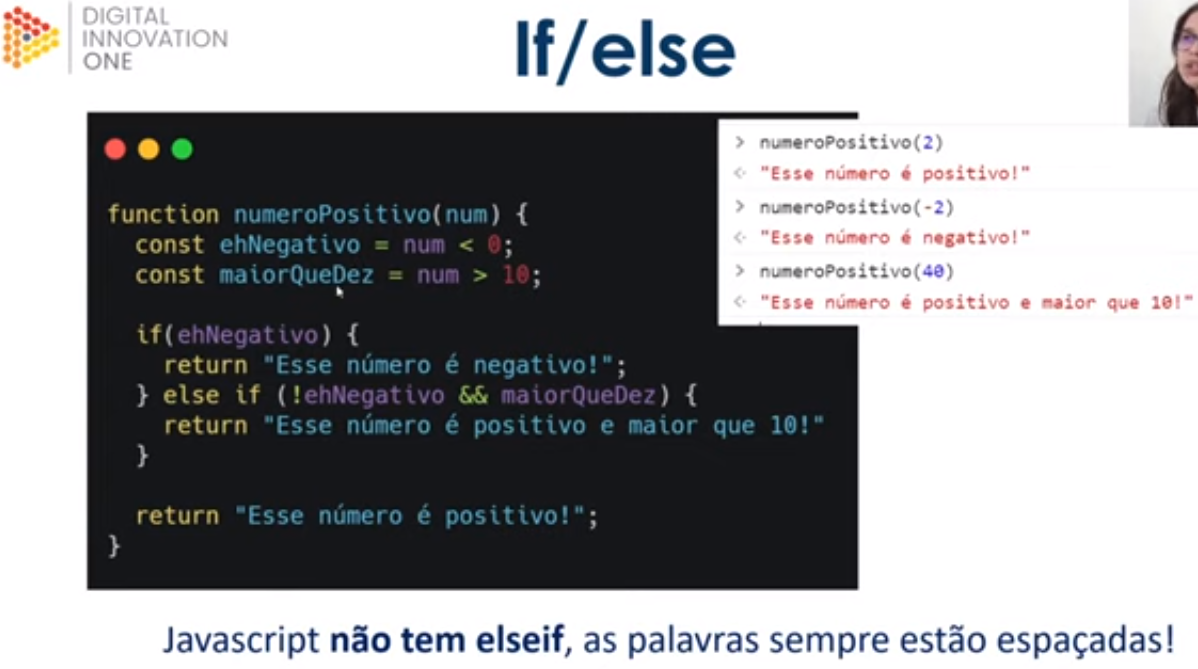 DIGITAL
INNOVATION
ONE
If/else
function numeroPositivo(num) {
const ehNegativo = num < 0;
const maiorQueDez = num > 10;
if(ehNegativo) {
return "Esse número é negativo!";
} else if (!ehNegativo && maiorQueDez) {
return "Esse número é positivo e maior que 10!"
}
return "Esse número é positivo!";
}
> numeroPositivo(2)
< "Esse número é positivo!"
> numeroPositivo(-2)
< "Esse número é negativo!"
> numeroPositivo(40)
< "Esse número é positivo e maior que 10!"
Javascript não tem elseif, as palavras sempre estão espaçadas!